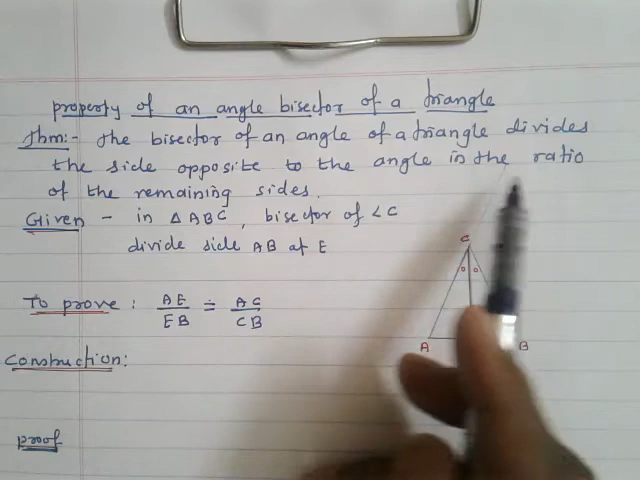 property of an angle bisector of a triangle
Thm:- The bisector of an angle of a triangle divides
the side opposite to the angle in the ratio
of the remaining sides.
Given - in △ ABC, bisector of ∠C
divide side AB at E
C
To prove : AE/EB = AC/CB
A B
Construction:
proof